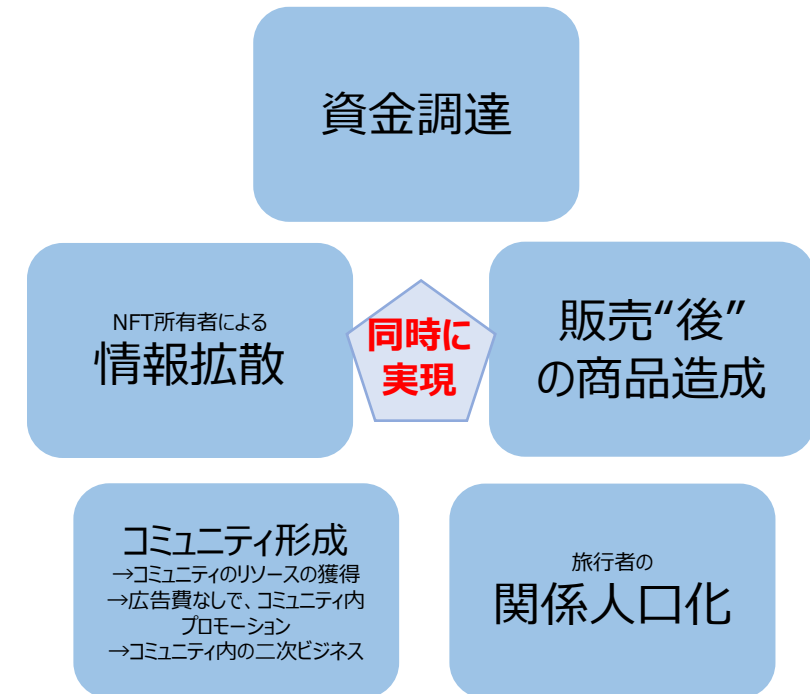 資金調達
NFT所有者による
情報拡散
同時に
実現
販売“後”
の商品造成
コミュニティ形成
→コミュニティのリソースの獲得
→広告費なしで、コミュニティ内
プロモーション
→コミュニティ内の二次ビジネス
旅行者の
関係人口化